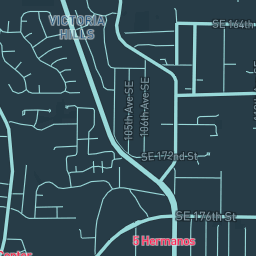 VICTORIA
HILLS
SE 164th
105th Ave SE
106th Ave SE
SE 172nd St
SE 176th St
5 Hermanos